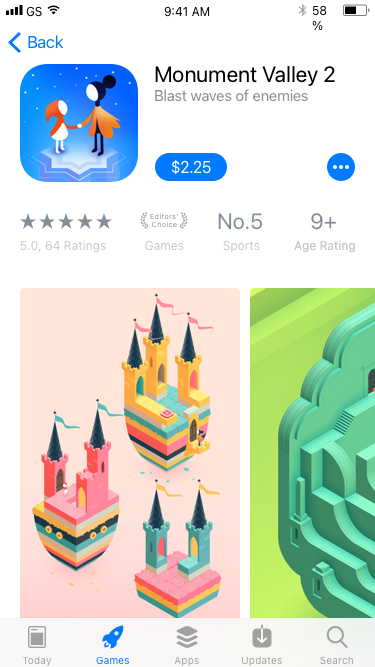 GS 9:41 AM 58
%
Back
Monument Valley 2
Blast waves of enemies
$2.25
Editors'
Choice
No.5
9+
5.0, 64 Ratings Games Sports Age Rating
Today Games Apps Updates Search